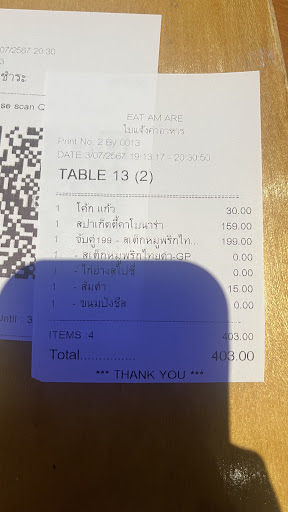 07/2567 20:30
ชำระ
se scan Q
Until : 3
EAT AM ARE
ใบแจ้งค่าอาหาร
Print No. 2 By 0013
DATE:3/07/2567 19:13:17 - 20:30:50
TABLE 13 (2)
1 โค้ก แก้ว 30.00
1 สปาเก็ตตี้คาโบนาร่า 159.00
1 จับคู่199 - สเต็กหมูพริกไท.. 199.00
1 - สเต็กหมูพริกไทยดำ-GP 0.00
1 - ไก่ย่างสไปซี่ 0.00
1 - ส้มตำ 15.00
1 - ขนมปังชีส 0.00
ITEMS :4 403.00
Total............... 403.00
*** THANK YOU ***